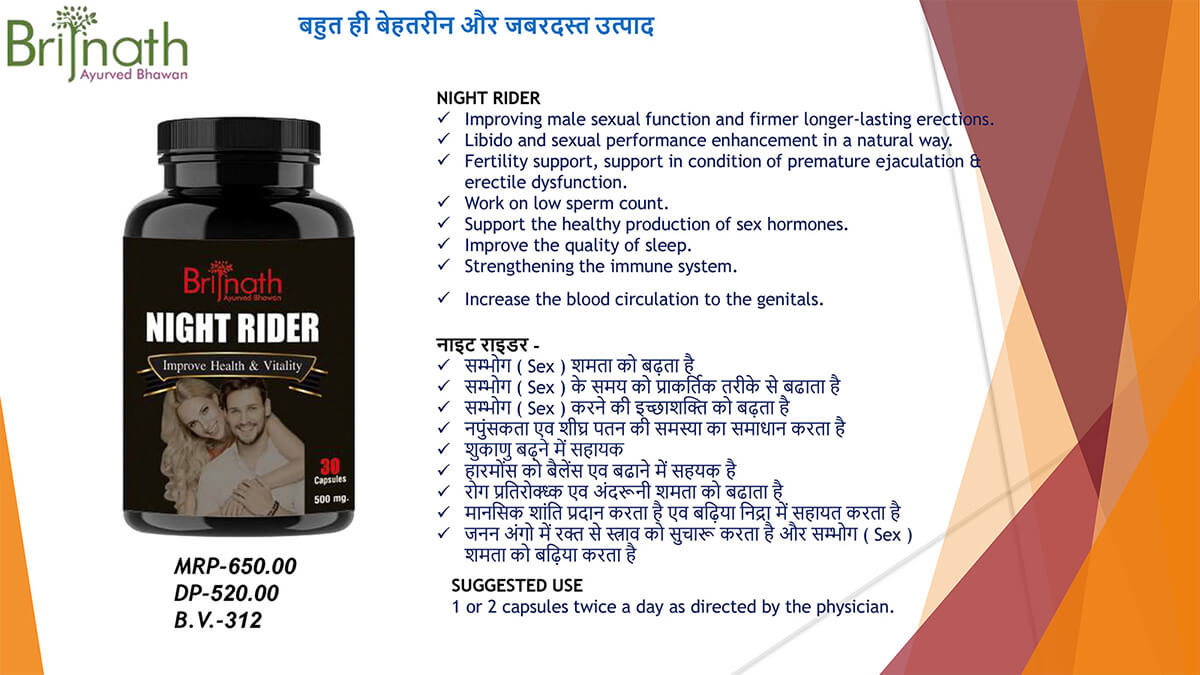 Brijnath
Ayurved Bhawan
बहुत ही बेहतरीन और जबरदस्त उत्पाद
Brijnath
Ayurved Bhawan
NIGHT RIDER
Improve Health & Vitality
30
Capsules
500 mg.
MRP-650.00
DP-520.00
B.V.-312
NIGHT RIDER
✓ Improving male sexual function and firmer longer-lasting erections.
✓ Libido and sexual performance enhancement in a natural way.
✓ Fertility support, support in condition of premature ejaculation &
erectile dysfunction.
✓ Work on low sperm count.
✓ Support the healthy production of sex hormones.
✓ Improve the quality of sleep.
✓ Strengthening the immune system.
✓ Increase the blood circulation to the genitals.
नाइट राइडर -
✓ सम्भोग ( Sex ) शमता को बढ़ता है
✓ सम्भोग ( Sex ) के समय को प्राकर्तिक तरीके से बढाता है
✓ सम्भोग ( Sex ) करने की इच्छाशक्ति को बढ़ता है
✓ नपुंसकता एव शीघ्र पतन की समस्या का समाधान करता है
✓ शुकाणु बढ़ने में सहायक
✓ हारमोंस को बैलेंस एव बढाने में सहयक है
✓ रोग प्रतिरोक्ध्क एव अंदरूनी शमता को बढाता है
✓ मानसिक शांति प्रदान करता है एव बढ़िया निद्रा में सहायत करता है
✓ जनन अंगो में रक्त से स्त्राव को सुचारू करता है और सम्भोग ( Sex )
शमता को बढ़िया करता है
SUGGESTED USE
1 or 2 capsules twice a day as directed by the physician.